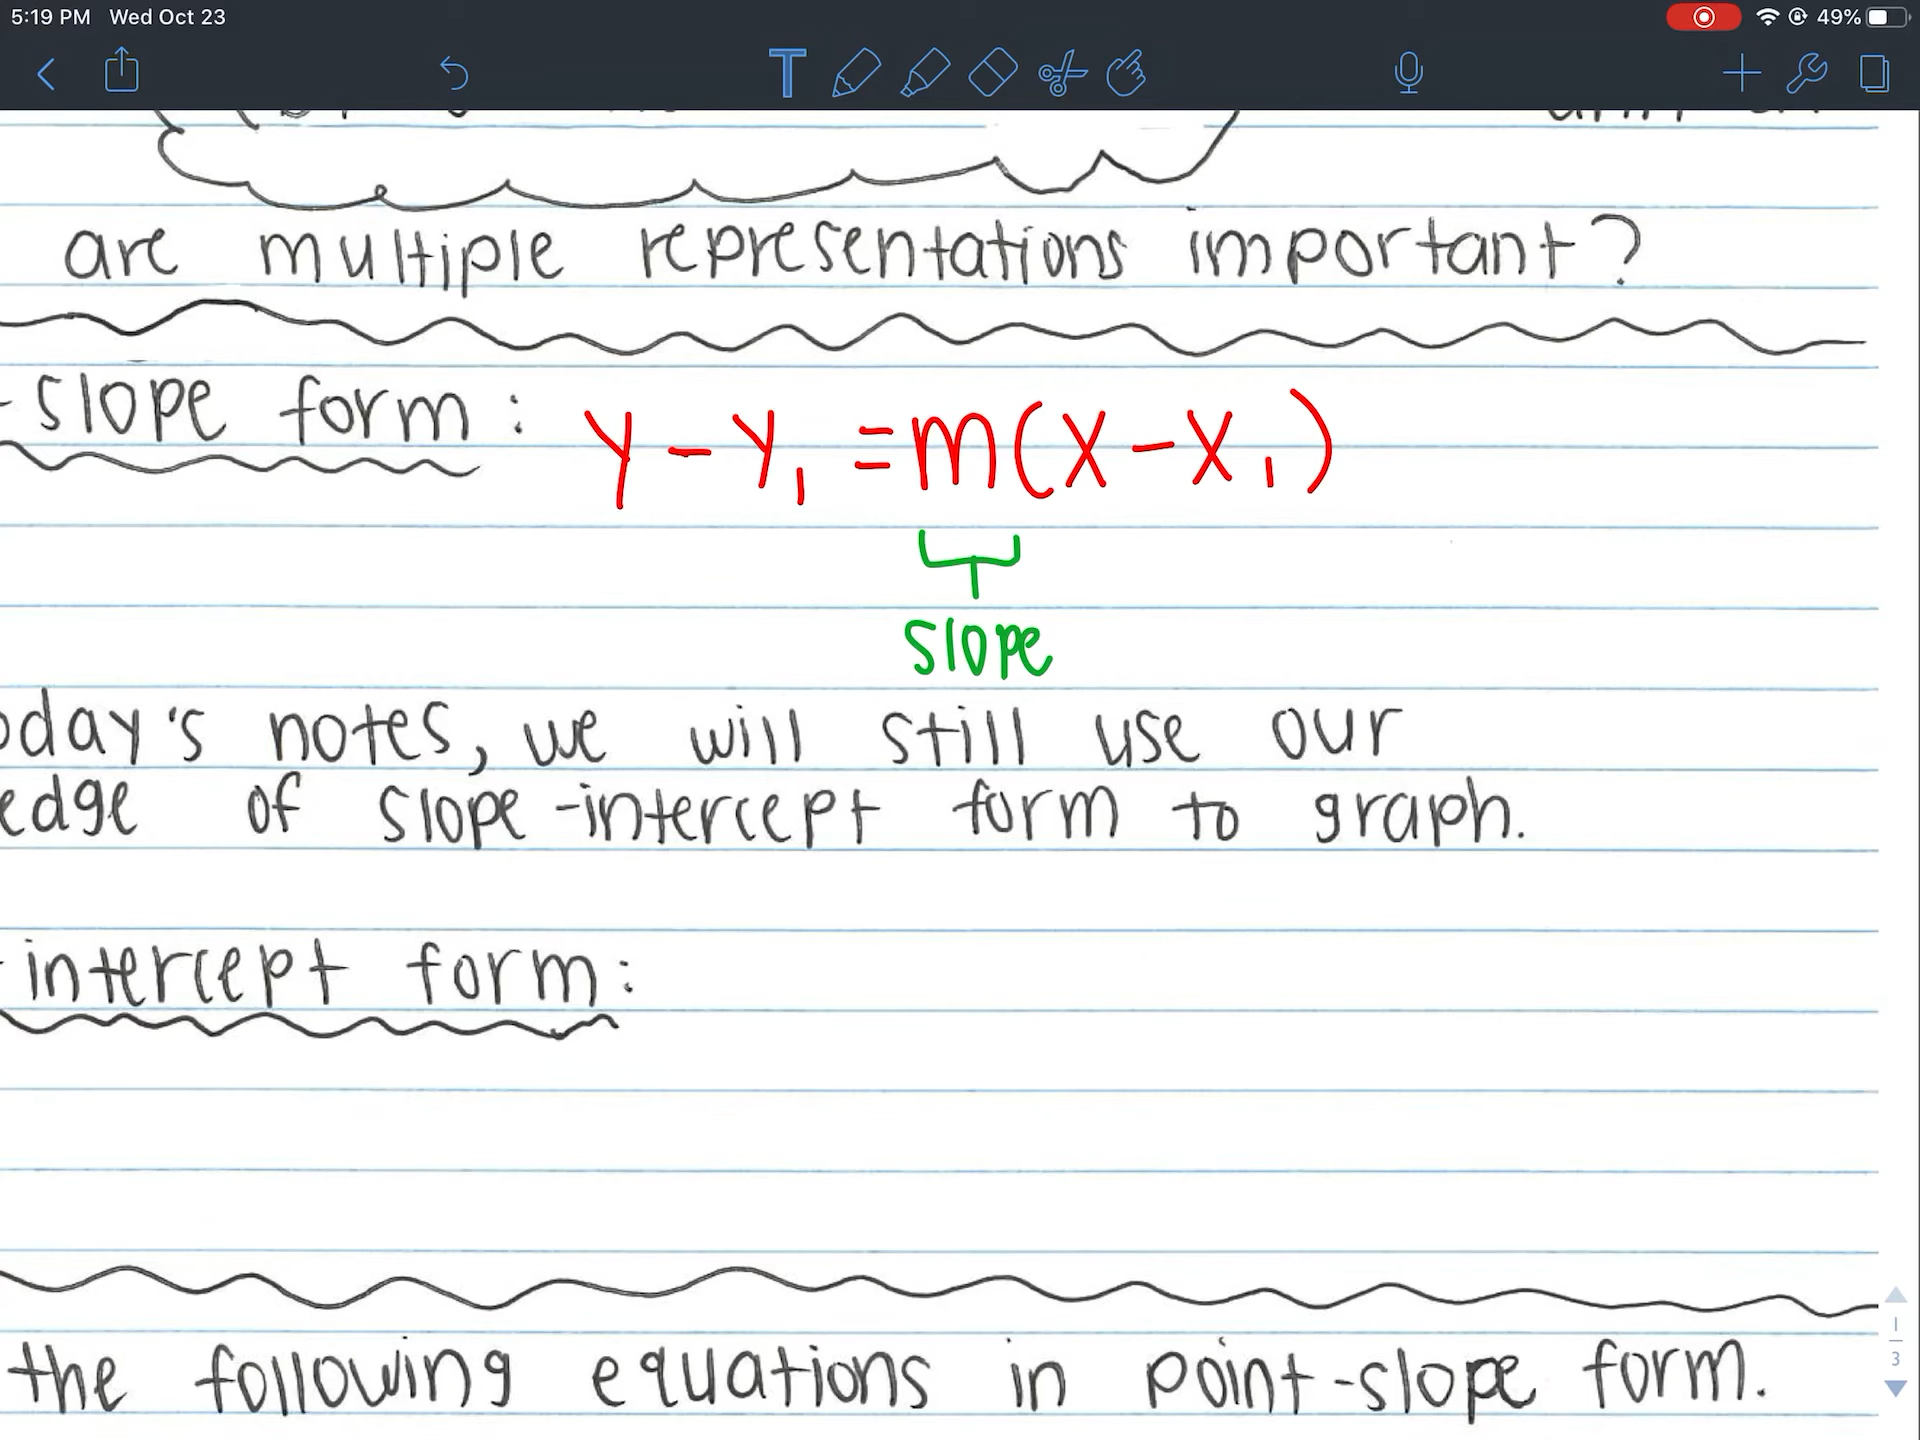 5:19 PM Wed Oct 23
49%
are multiple representations important?
-slope form: y - y₁ = m(x - x₁)
slope
oday's notes, we will still use our
edge of slope-intercept form to graph.
-intercept form:
the following equations in point-slope form.
1
3